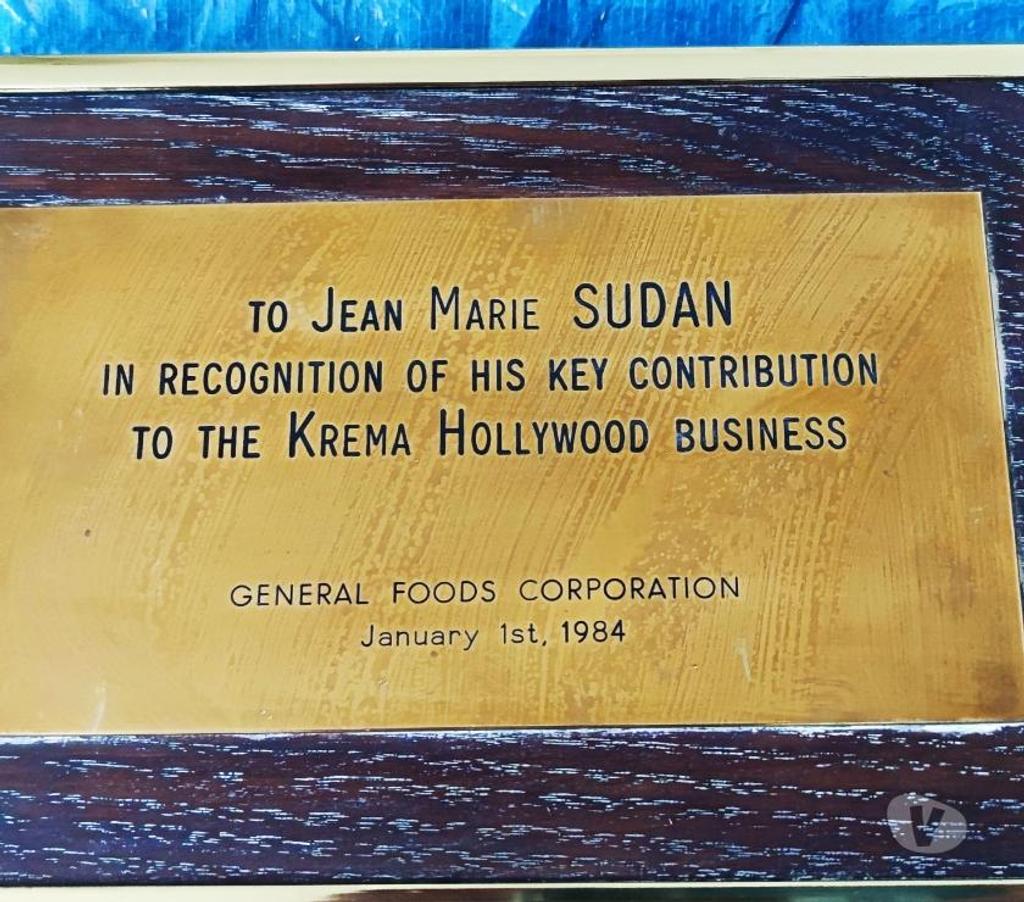 TO JEAN MARIE SUDAN
IN RECOGNITION OF HIS KEY CONTRIBUTION
TO THE KREMA HOLLYWOOD BUSINESS
GENERAL FOODS CORPORATION
January 1st, 1984
V